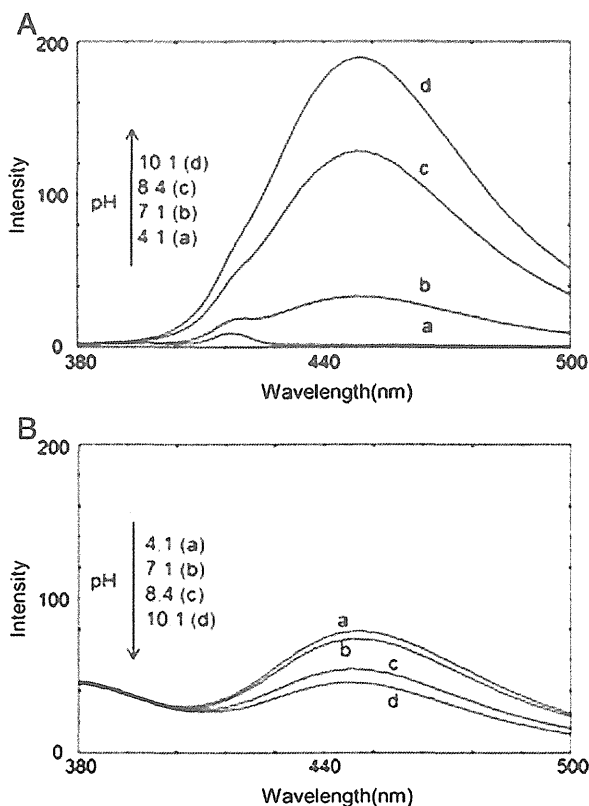 A
200
d
10 1 (d)
8 4 (c)
7 1 (b)
4 1 (a)
pH
c
100
Intensity
b
a
0
380
440
500
Wavelength(nm)
B
200
4.1 (a)
7 1 (b)
8.4 (c)
10 1 (d)
pH
100
Intensity
a
b
c
d
0
380
440
500
Wavelength(nm)